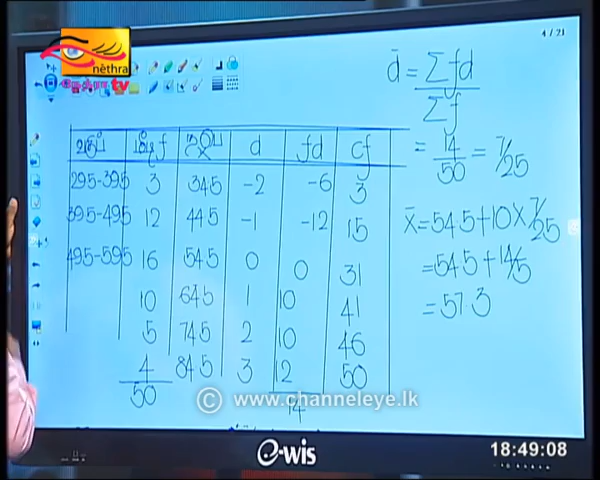 nethra
நேத்ரா tv
4 / 21
d̄ = Σfd / Σf
= 14/50 = 7/25
x̄ = 54.5 + 10 × 7/25
= 54.5 + 14/5
= 57.3
f x d fd cf
29.5-39.5 3 34.5 -2 -6 3
39.5-49.5 12 44.5 -1 -12 15
49.5-59.5 16 54.5 0 0 31
10 64.5 1 10 41
5 74.5 2 10 46
4 84.5 3 12 50
50 14
© www.channeleye.lk
e-wis
18:49:08